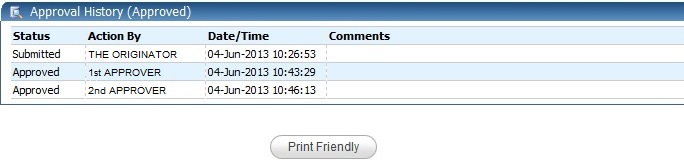 Approval History (Approved)
Status Action By Date/Time Comments
Submitted THE ORIGINATOR 04-Jun-2013 10:26:53
Approved 1st APPROVER 04-Jun-2013 10:43:29
Approved 2nd APPROVER 04-Jun-2013 10:46:13
Print Friendly